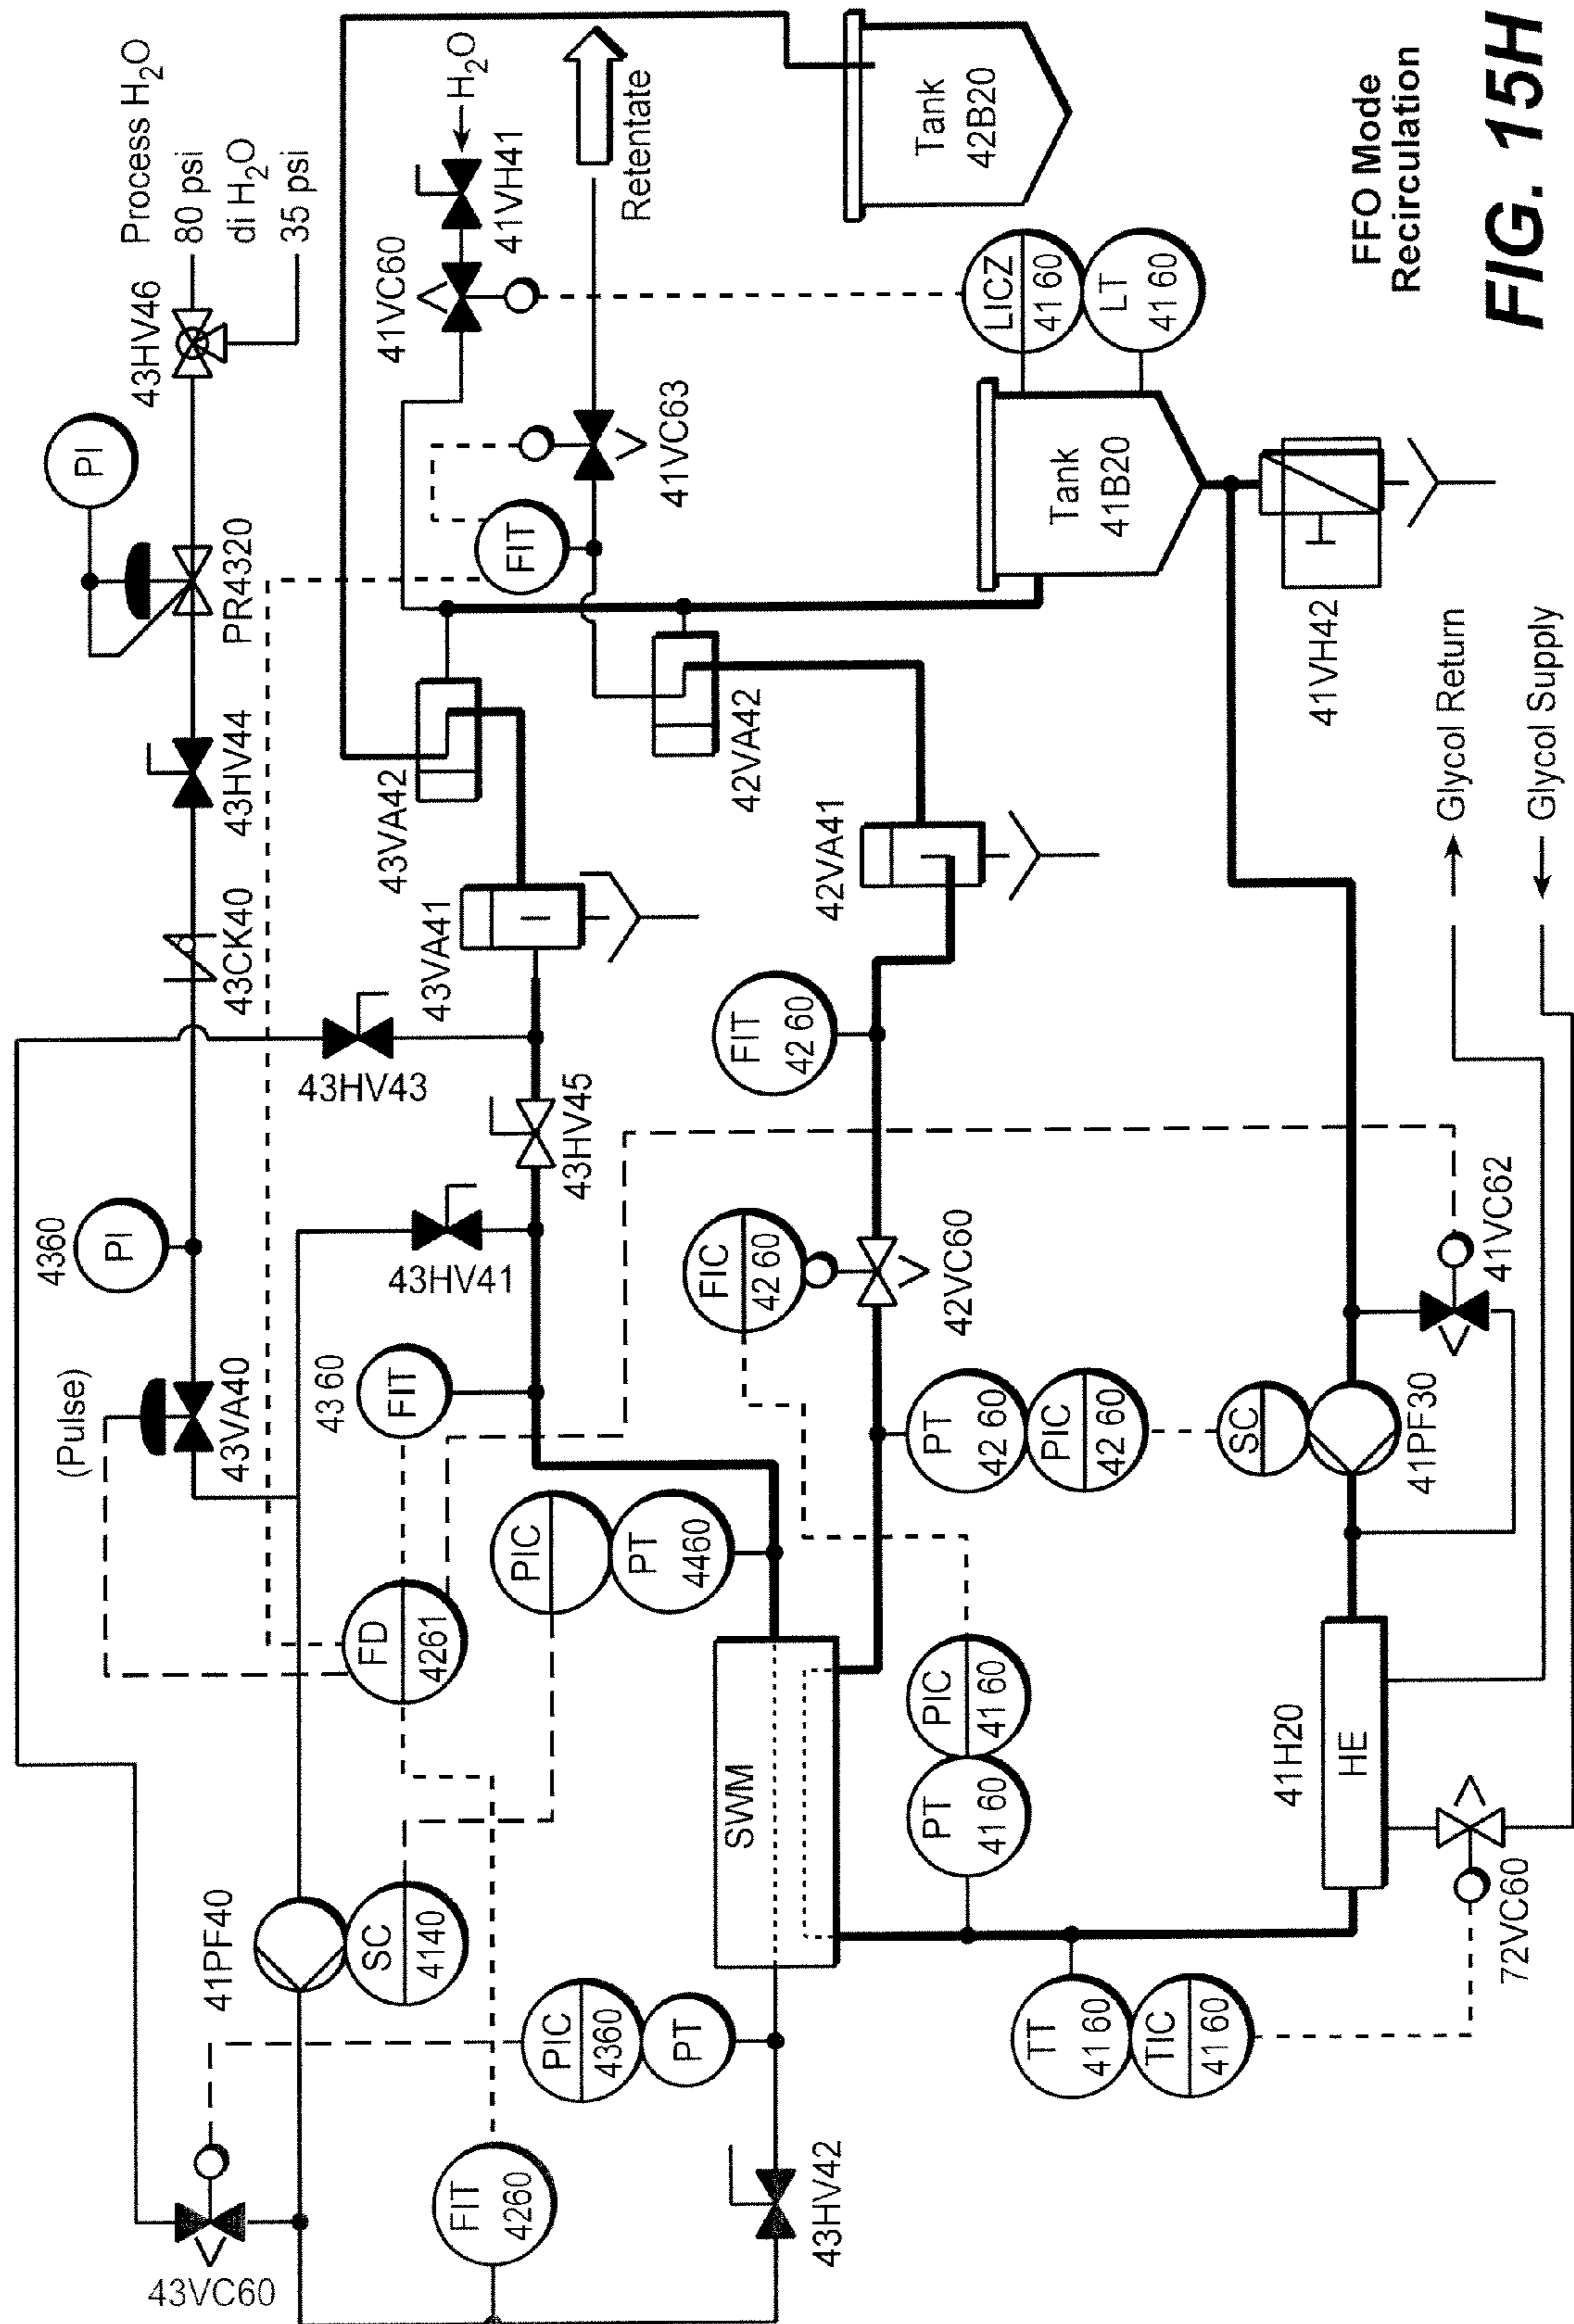 Process H2O
80 psi
di H2O
35 psi
43HV46
PI
PR4320
43HV44
43CK40
4360
PI
(Pulse)
43VA40
41PF40
SC
4140
43VC60
H2O
41VH41
41VC60
Retentate
41VC63
FIT
Tank
42B20
43VA42
42VA42
43VA41
42VA41
43HV43
43HV45
43HV41
43 60
FIT
FD
4261
PIC
PT
4460
PIC
4360
PT
FIT
4260
43HV42
SWM
FIT
42 60
FIC
42 60
42VC60
PT
42 60
PIC
42 60
SC
41PF30
41VC62
PIC
41 60
PT
41 60
TT
41 60
TIC
41 60
41H20
HE
72VC60
LICZ
41 60
LT
41 60
Tank
41B20
41VH42
Glycol Return
Glycol Supply
FFO Mode
Recirculation
FIG. 15H